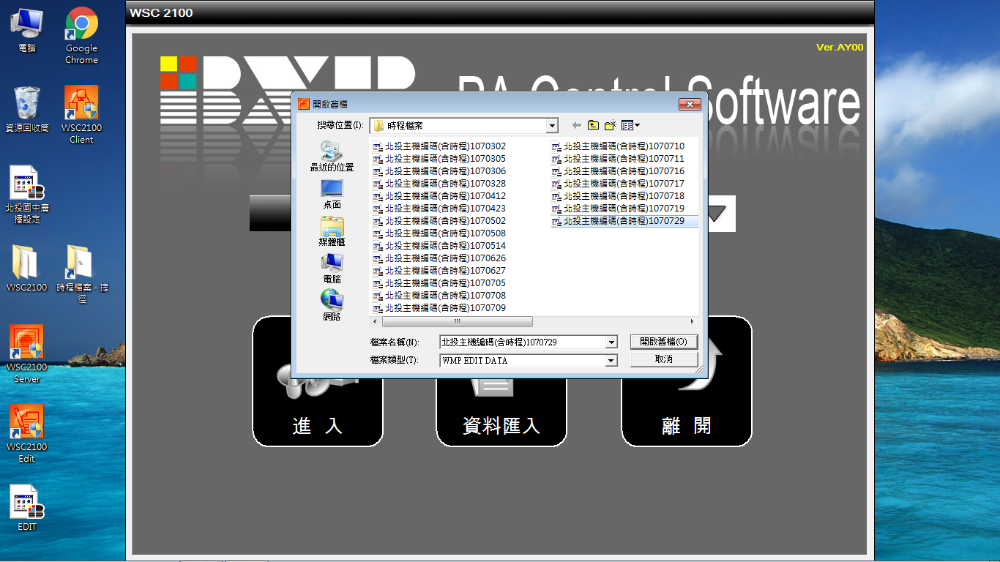 電腦
Google
Chrome
資源回收筒
WSC2100
Client
北投國中廣
播設定
WSC2100
時程檔案 - 捷
徑
WSC2100
Server
WSC2100
Edit
EDIT
WSC 2100
Ver.AY00
Software
開啟舊檔
搜尋位置(I):
時程檔案
最近的位置
桌面
媒體櫃
電腦
網路
北投主機編碼(含時程)1070302
北投主機編碼(含時程)1070305
北投主機編碼(含時程)1070306
北投主機編碼(含時程)1070328
北投主機編碼(含時程)1070412
北投主機編碼(含時程)1070423
北投主機編碼(含時程)1070502
北投主機編碼(含時程)1070508
北投主機編碼(含時程)1070514
北投主機編碼(含時程)1070626
北投主機編碼(含時程)1070627
北投主機編碼(含時程)1070705
北投主機編碼(含時程)1070708
北投主機編碼(含時程)1070709
北投主機編碼(含時程)1070710
北投主機編碼(含時程)1070711
北投主機編碼(含時程)1070716
北投主機編碼(含時程)1070717
北投主機編碼(含時程)1070718
北投主機編碼(含時程)1070719
北投主機編碼(含時程)1070729
檔案名稱(N):
北投主機編碼(含時程)1070729
開啟舊檔(O)
檔案類型(T):
WMP EDIT DATA
取消
進 入
資料匯入
離 開